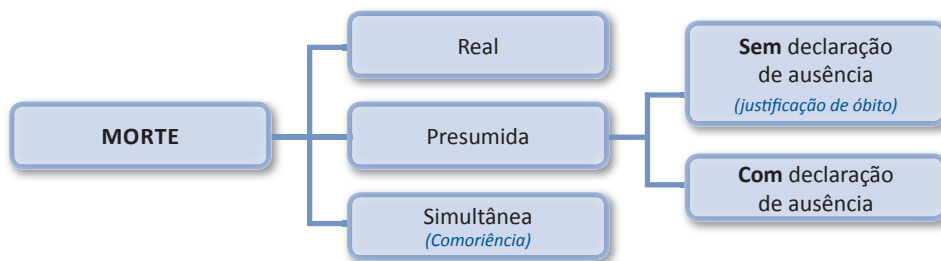 MORTE
Real
Presumida
Simultânea
(Comoriência)
Sem declaração
de ausência
(justificação de óbito)
Com declaração
de ausência